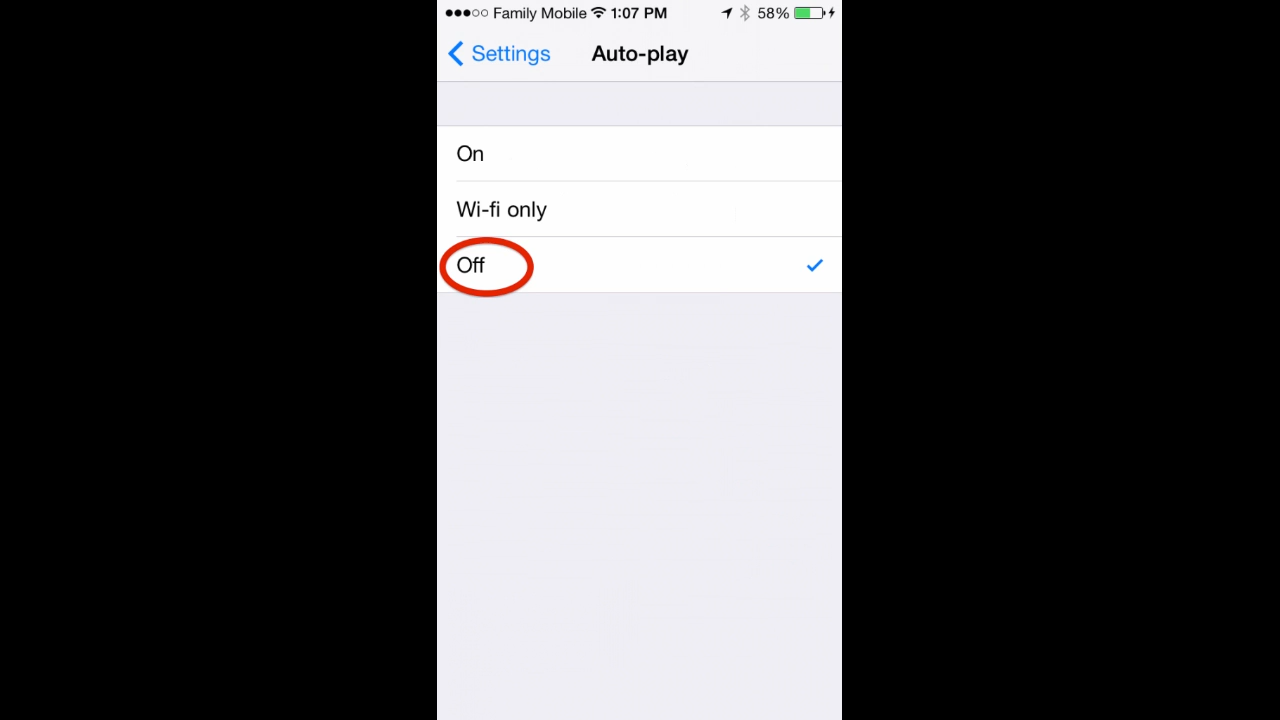 Family Mobile 1:07 PM 58%
Settings Auto-play
On
Wi-fi only
Off